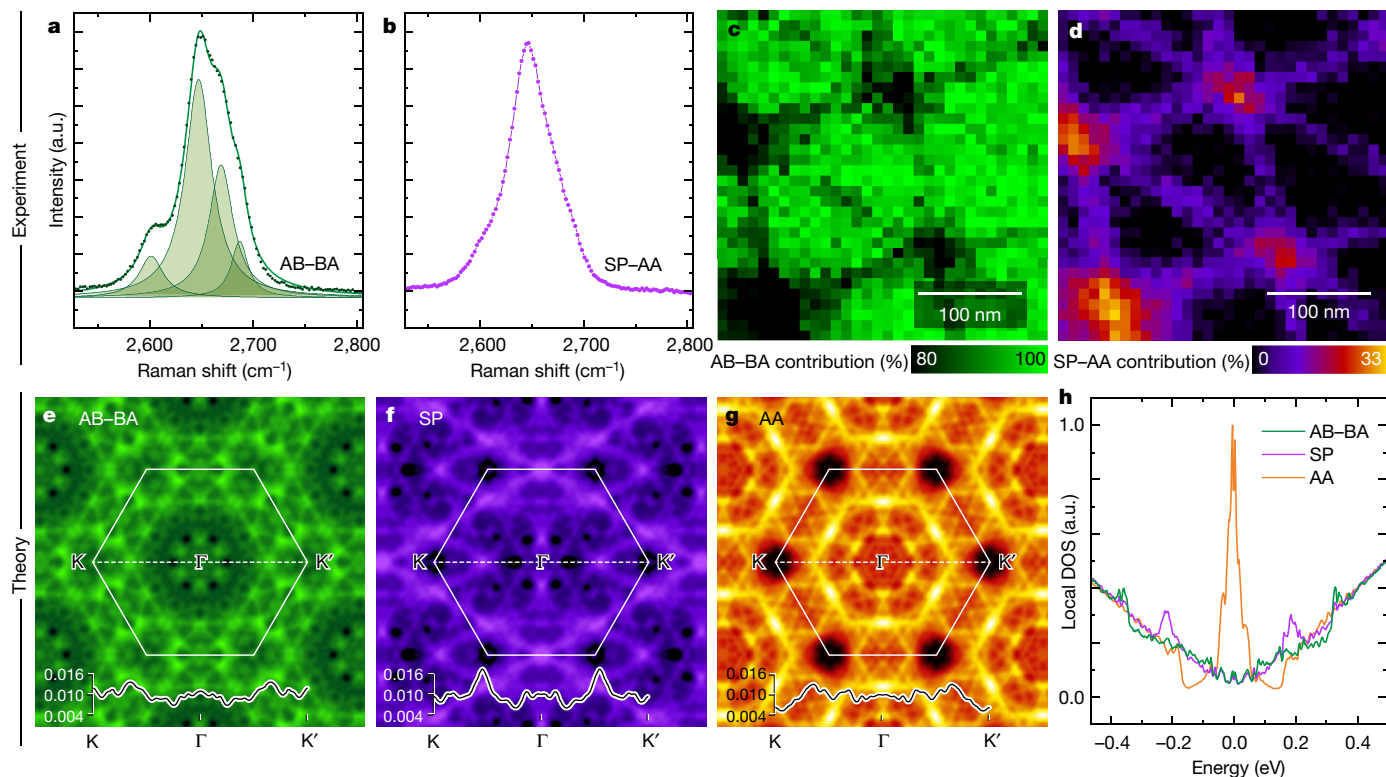 Experiment
a
Intensity (a.u.)
AB–BA
2,600
2,700
2,800
Raman shift (cm⁻¹)
b
SP–AA
2,600
2,700
2,800
Raman shift (cm⁻¹)
c
100 nm
AB–BA contribution (%)
80
100
d
100 nm
SP–AA contribution (%)
0
33
Theory
e
AB–BA
K
Γ
K′
0.016
0.010
0.004
K
Γ
K′
f
SP
K
Γ
K′
0.016
0.010
0.004
K
Γ
K′
g
AA
K
Γ
K′
0.016
0.010
0.004
K
Γ
K′
h
1.0
AB–BA
SP
AA
Local DOS (a.u.)
0.0
−0.4
−0.2
0.0
0.2
0.4
Energy (eV)